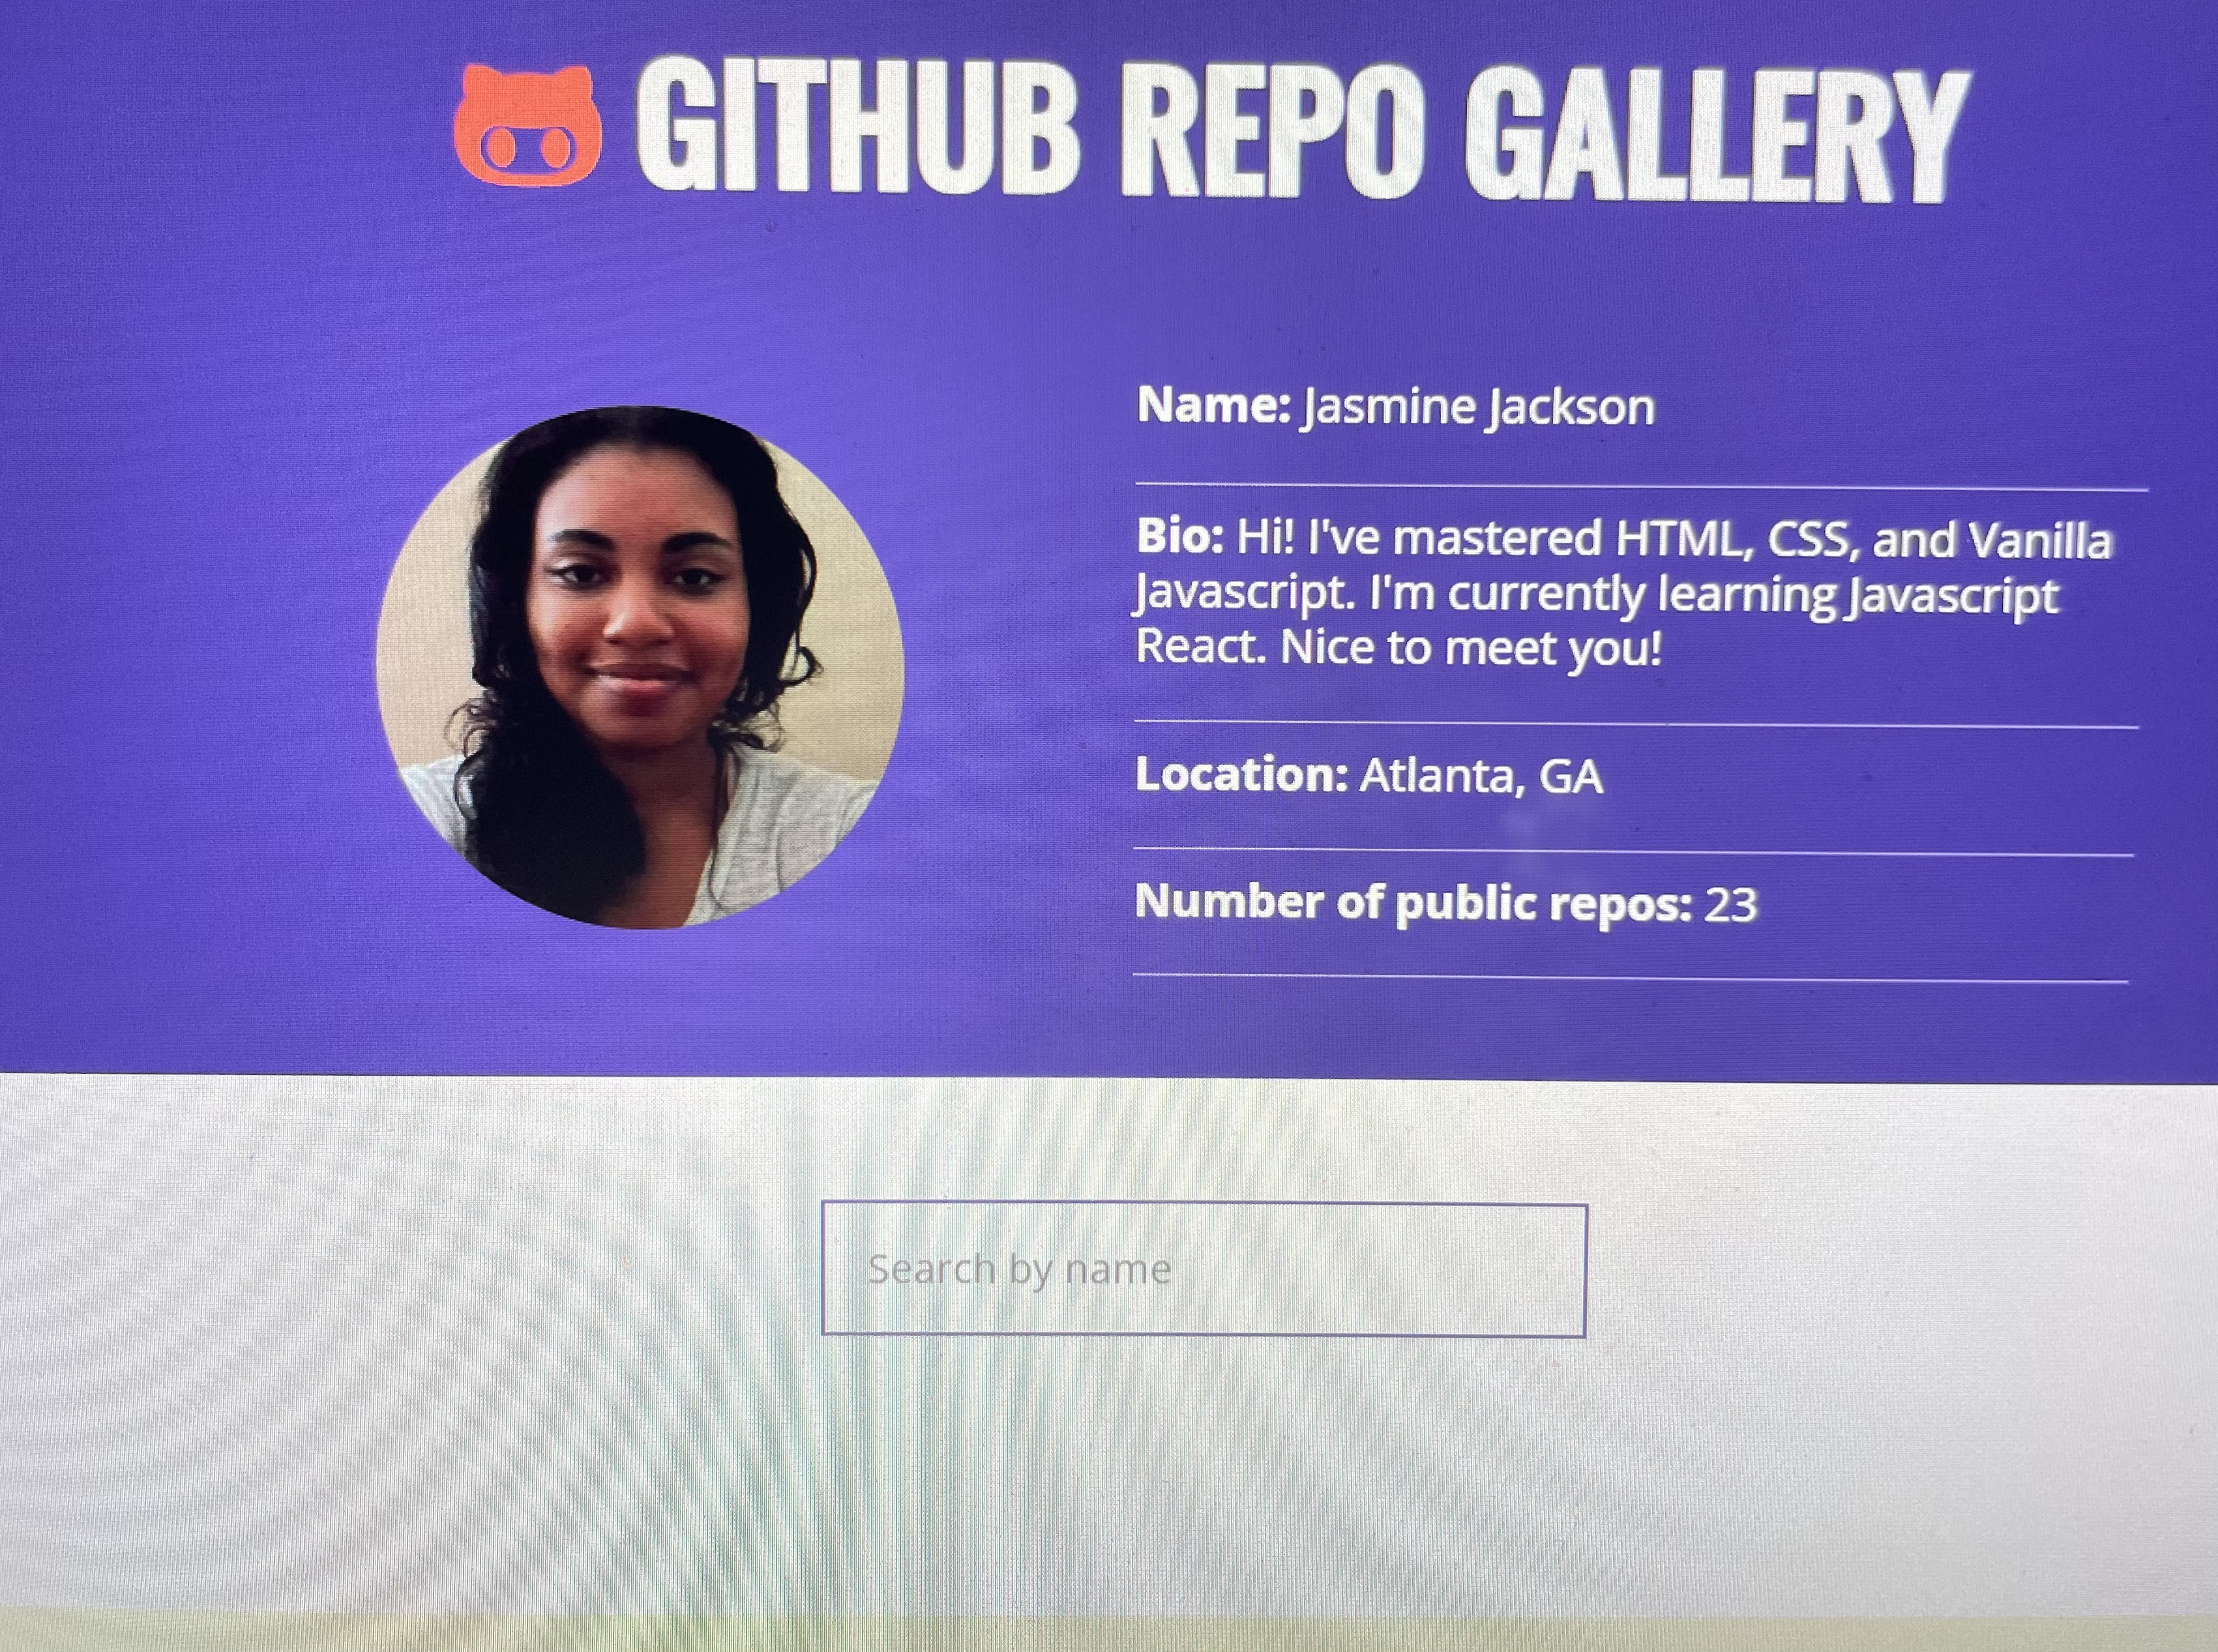 GITHUB REPO GALLERY
Name: Jasmine Jackson
Bio: Hi! I've mastered HTML, CSS, and Vanilla
Javascript. I'm currently learning Javascript
React. Nice to meet you!
Location: Atlanta, GA
Number of public repos: 23
Search by name